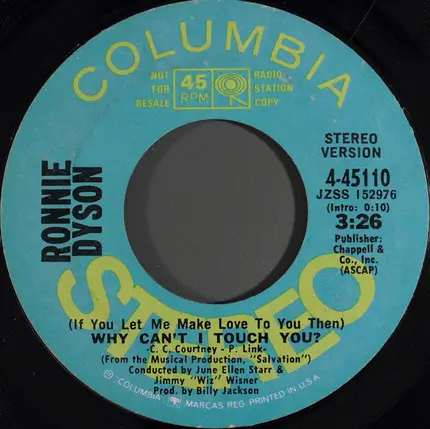 COLUMBIA
NOT FOR RESALE
45 RPM
RADIO STATION COPY
STEREO VERSION
4-45110
JZSS 152976
(Intro: 0:10)
3:26
Publisher:
Chappell &
Co., Inc.
(ASCAP)
RONNIE
DYSON
STEREO
(If You Let Me Make Love To You Then)
WHY CAN'T I TOUCH YOU?
-C. C. Courtney - P. Link-
(From the Musical Production, "Salvation")
Conducted by June Ellen Starr &
Jimmy "Wiz" Wisner
Prod. by Billy Jackson
© COLUMBIA MARCAS REG. PRINTED IN U.S.A.